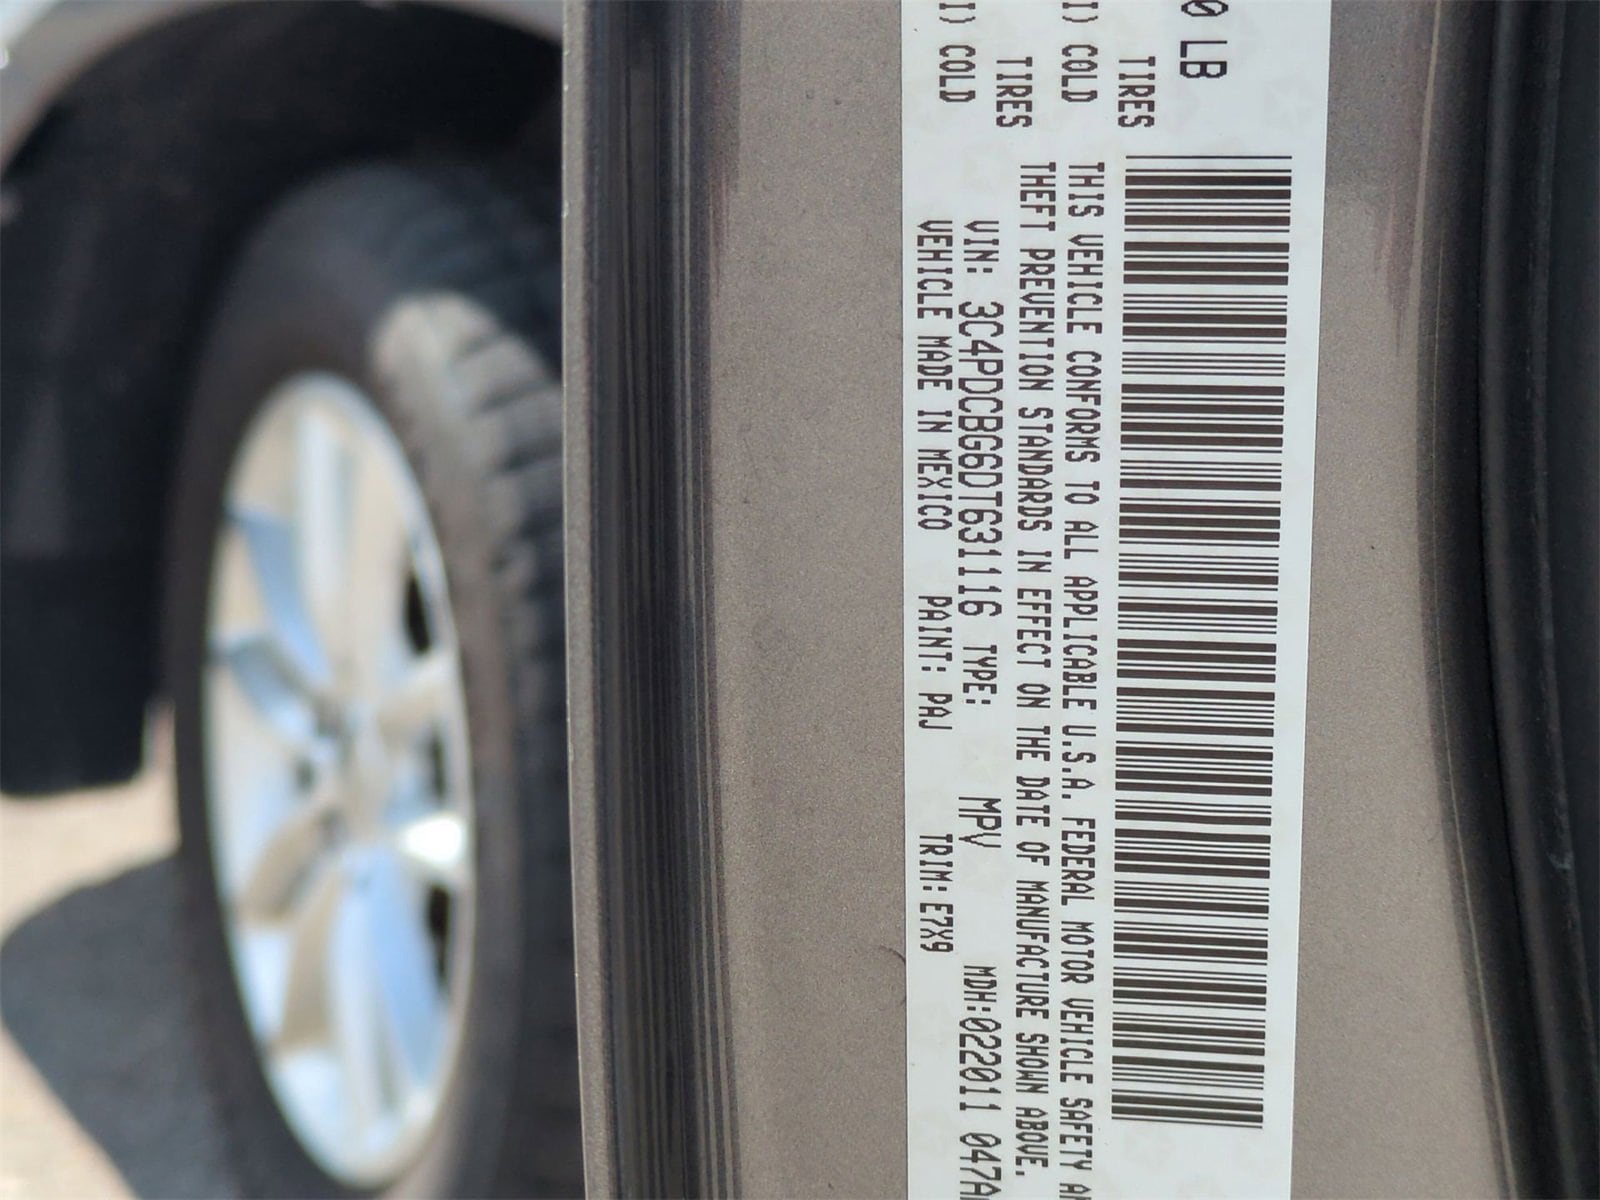 0 LB
TIRES
I) COLD
TIRES
I) COLD
THIS VEHICLE CONFORMS TO ALL APPLICABLE U.S.A. FEDERAL MOTOR VEHICLE SAFETY A
THEFT PREVENTION STANDARDS IN EFFECT ON THE DATE OF MANUFACTURE SHOWN ABOVE.
VIN: 3C4PDCBG6DT631116 TYPE: MPV MDH:022011 047A
VEHICLE MADE IN MEXICO PAINT: PAJ TRIM: E7X9